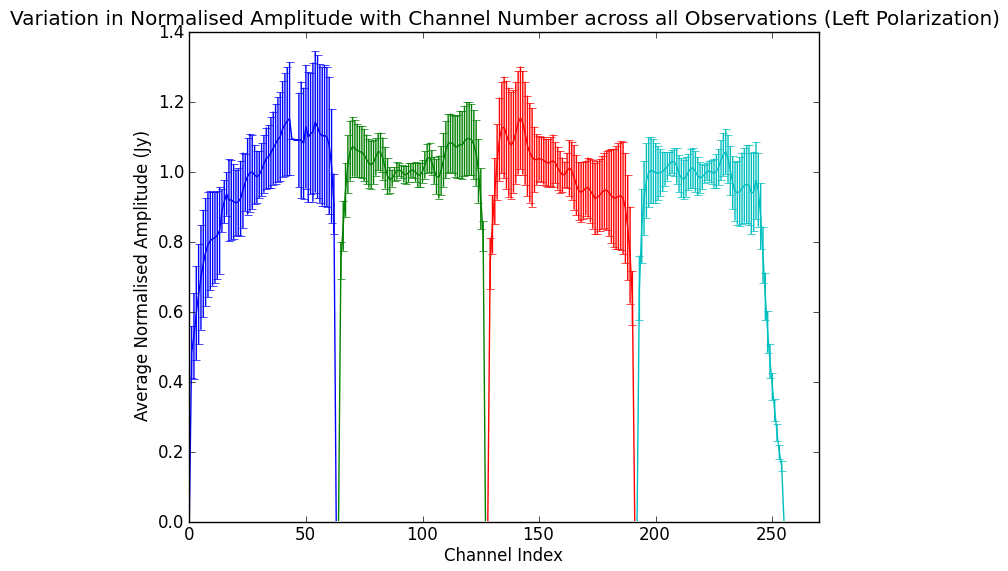 Variation in Normalised Amplitude with Channel Number across all Observations (Left Polarization)
1.4
1.2
1.0
0.8
0.6
0.4
0.2
0.0
Average Normalised Amplitude (Jy)
0 50 100 150 200 250
Channel Index